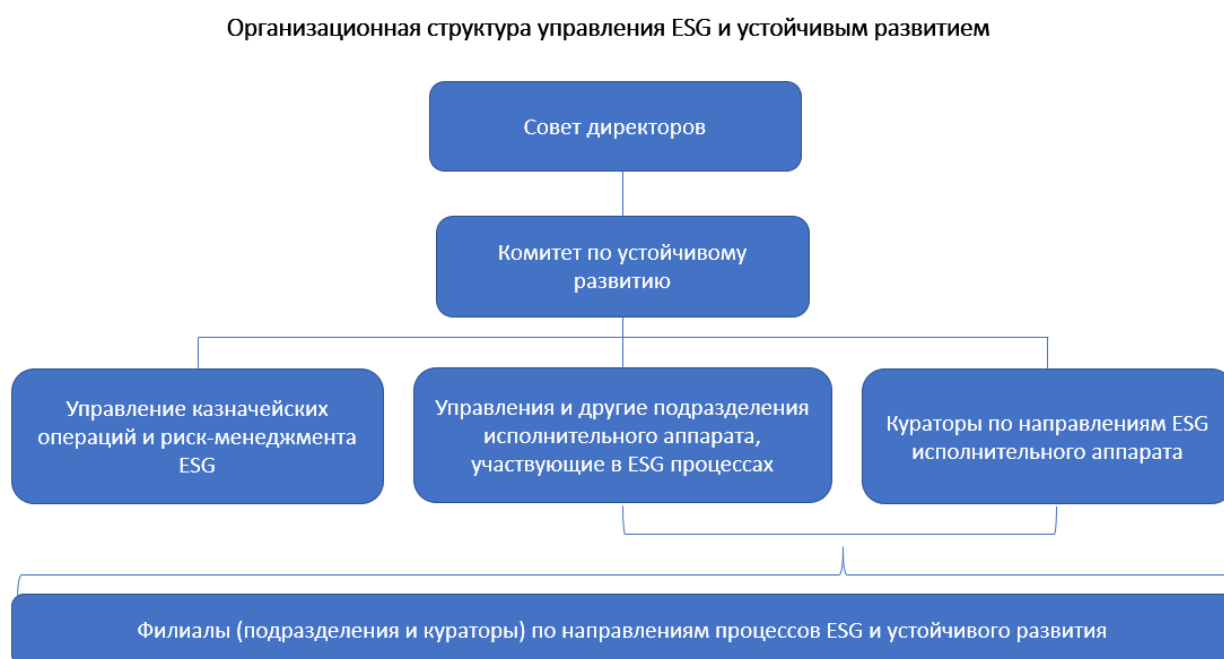 Организационная структура управления ESG и устойчивым развитием
Совет директоров
Комитет по устойчивому
развитию
Управление казначейских
операций и риск-менеджмента
ESG
Управления и другие подразделения
исполнительного аппарата,
участвующие в ESG процессах
Кураторы по направлениям ESG
исполнительного аппарата
Филиалы (подразделения и кураторы) по направлениям процессов ESG и устойчивого развития